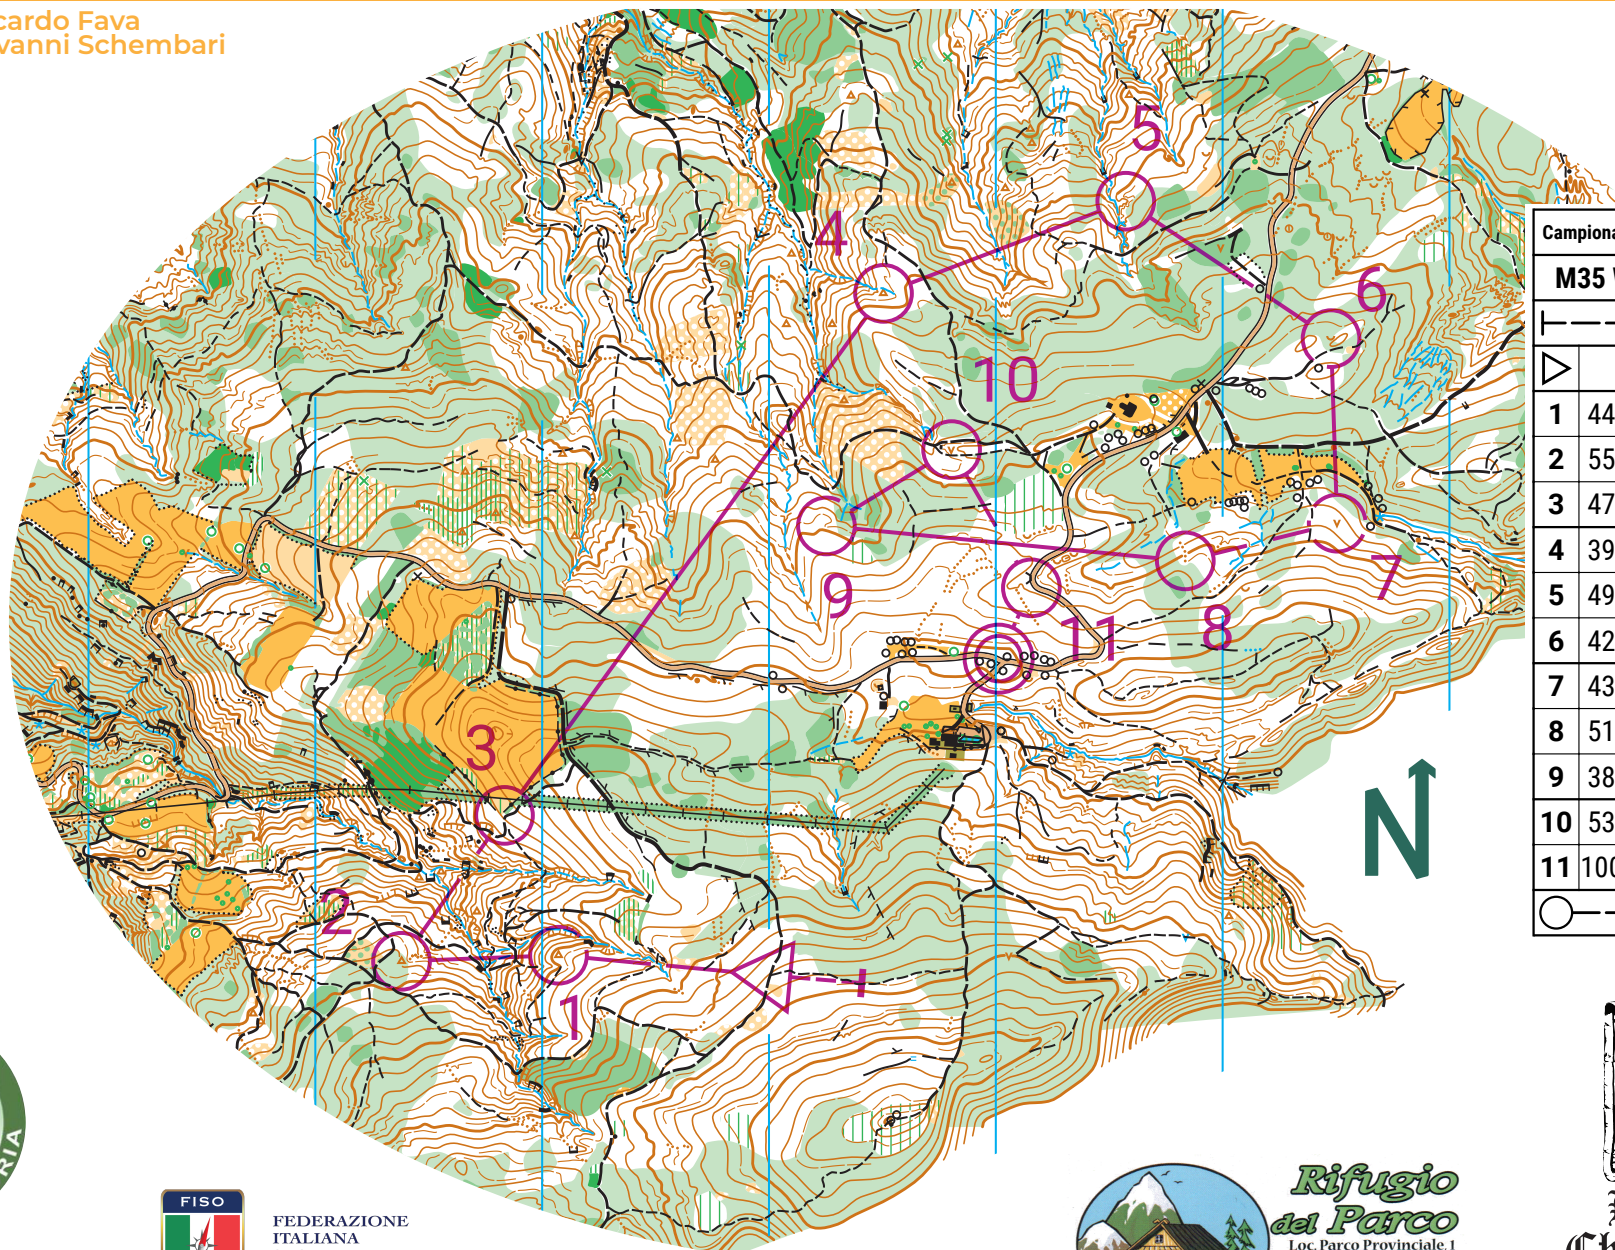 cardo Fava
vanni Schembari
5
4
6
10
9
11
8
7
3
2
1
Campiona
M35
1 44
2 55
3 47
4 39
5 49
6 42
7 43
8 51
9 38
10 53
11 100
N
RIA
FISO
FEDERAZIONE
ITALIANA
Rifugio
del Parco
Loc. Parco Provinciale, 1